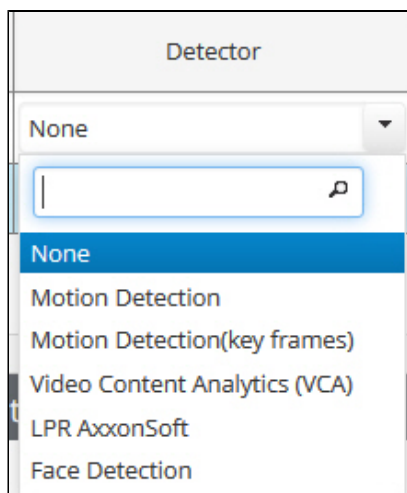 Detector
None
None
Motion Detection
Motion Detection(key frames)
Video Content Analytics (VCA)
LPR AxxonSoft
Face Detection